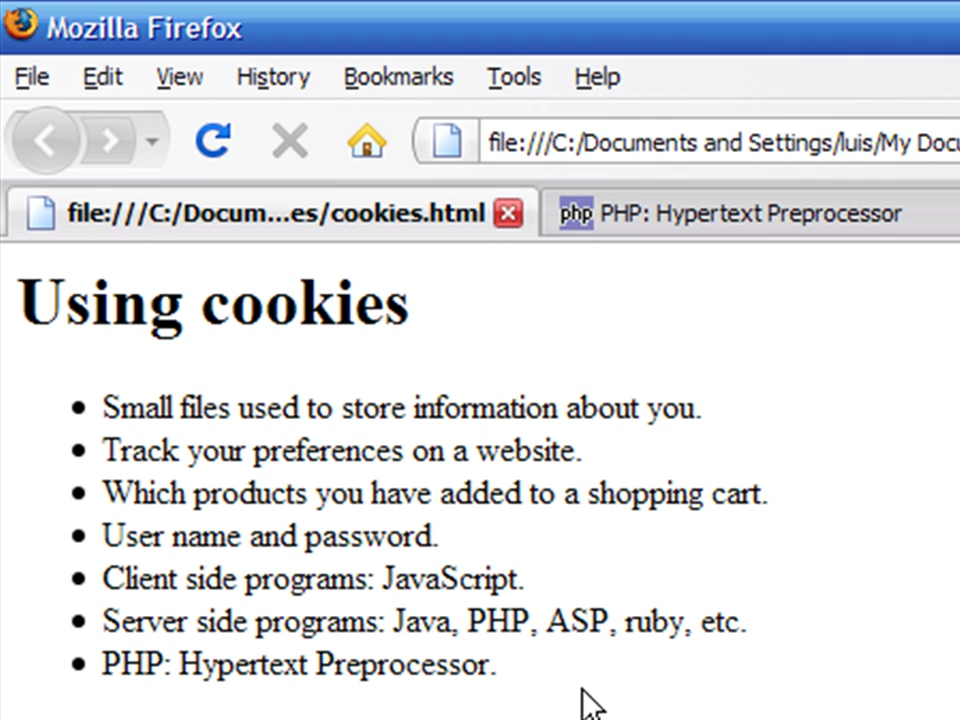 Mozilla Firefox
File Edit View History Bookmarks Tools Help
file:///C:/Documents and Settings/luis/My Docu
file:///C:/Docum...es/cookies.html php PHP: Hypertext Preprocessor
Using cookies
• Small files used to store information about you.
• Track your preferences on a website.
• Which products you have added to a shopping cart.
• User name and password.
• Client side programs: JavaScript.
• Server side programs: Java, PHP, ASP, ruby, etc.
• PHP: Hypertext Preprocessor.